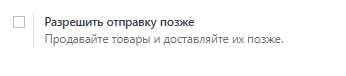 Разрешить отправку позже
Продавайте товары и доставляйте их позже.